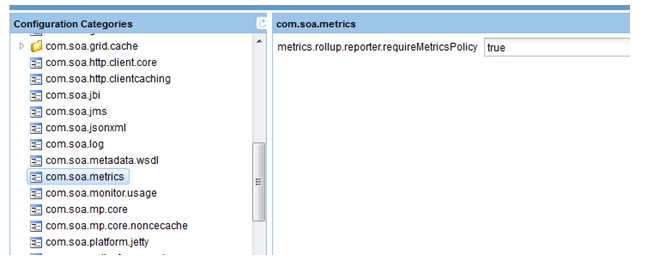 Configuration Categories
com.soa.grid.cache
com.soa.http.client.core
com.soa.http.clientcaching
com.soa.jbi
com.soa.jms
com.soa.jsonxml
com.soa.log
com.soa.metadata.wsdl
com.soa.metrics
com.soa.monitor.usage
com.soa.mp.core
com.soa.mp.core.noncecache
com.soa.platform.jetty
com.soa.metrics
metrics.rollup.reporter.requireMetricsPolicy true